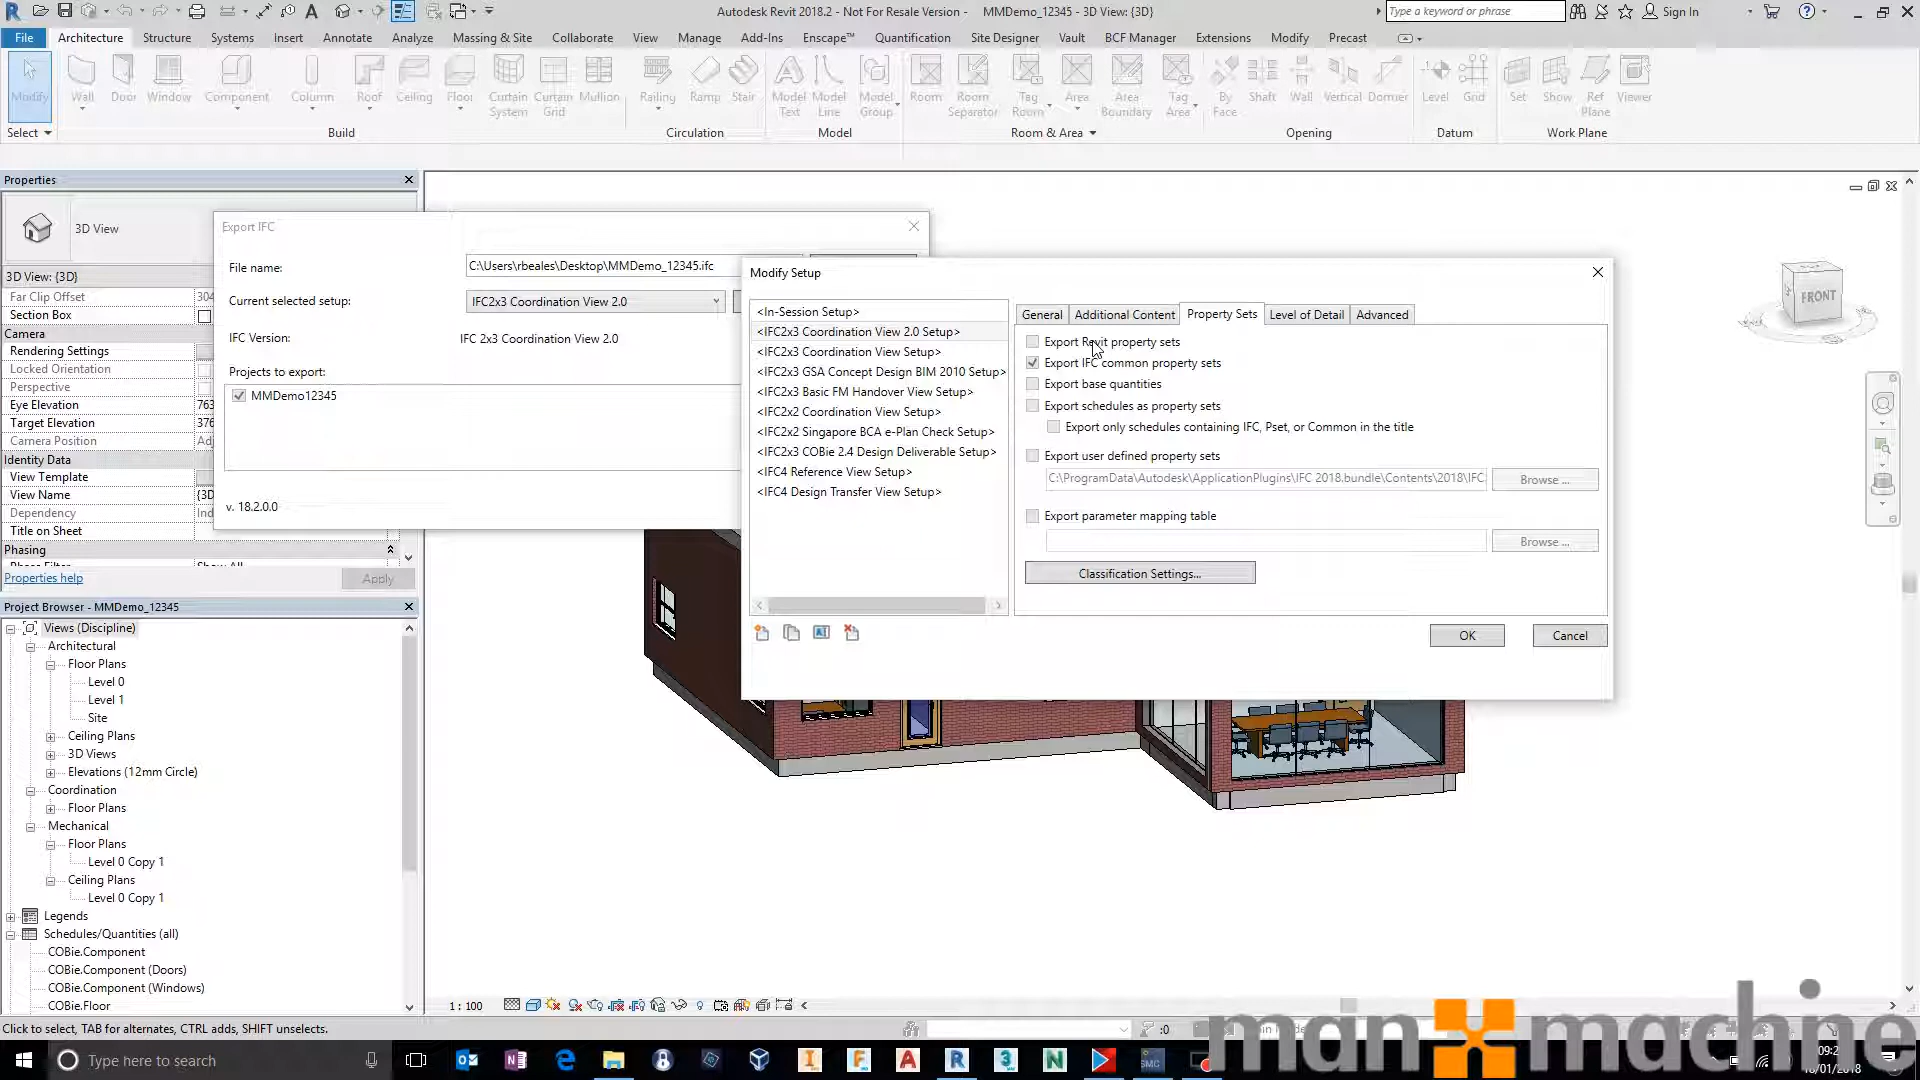 Autodesk Revit 2018.2 - Not For Resale Version - MMDemo_12345 - 3D View: {3D}
Type a keyword or phrase
Sign In
File Architecture Structure Systems Insert Annotate Analyze Massing & Site Collaborate View Manage Add-Ins Enscape™ Quantification Site Designer Vault BCF Manager Extensions Modify Precast
Modify Wall Door Window Component Column Roof Ceiling Floor Curtain System Curtain Grid Mullion Railing Ramp Stair Model Text Model Line Model Group Room Room Separator Tag Room Area Area Boundary Tag Area By Face Shaft Wall Vertical Dormer Level Grid Set Show Ref Plane Viewer
Select Build Circulation Model Room & Area Opening Datum Work Plane
Properties
3D View
3D View: {3D}
Far Clip Offset 304
Section Box
Camera
Rendering Settings
Locked Orientation
Perspective
Eye Elevation 763
Target Elevation 376
Camera Position Adj
Identity Data
View Template
View Name {3D
Dependency Ind
Title on Sheet
Phasing
Properties help
Apply
Export IFC
File name:
C:\Users\rbeales\Desktop\MMDemo_12345.ifc
Current selected setup:
IFC2x3 Coordination View 2.0
IFC Version:
IFC 2x3 Coordination View 2.0
Projects to export:
MMDemo12345
v. 18.2.0.0
Modify Setup
<In-Session Setup>
<IFC2x3 Coordination View 2.0 Setup>
<IFC2x3 Coordination View Setup>
<IFC2x3 GSA Concept Design BIM 2010 Setup>
<IFC2x3 Basic FM Handover View Setup>
<IFC2x2 Coordination View Setup>
<IFC2x2 Singapore BCA e-Plan Check Setup>
<IFC2x3 COBie 2.4 Design Deliverable Setup>
<IFC4 Reference View Setup>
<IFC4 Design Transfer View Setup>
General Additional Content Property Sets Level of Detail Advanced
Export Revit property sets
Export IFC common property sets
Export base quantities
Export schedules as property sets
Export only schedules containing IFC, Pset, or Common in the title
Export user defined property sets
C:\ProgramData\Autodesk\ApplicationPlugins\IFC 2018.bundle\Contents\2018\IFC
Browse ...
Export parameter mapping table
Browse ...
Classification Settings...
OK
Cancel
FRONT
Project Browser - MMDemo_12345
Views (Discipline)
Architectural
Floor Plans
Level 0
Level 1
Site
Ceiling Plans
3D Views
Elevations (12mm Circle)
Coordination
Floor Plans
Mechanical
Floor Plans
Level 0 Copy 1
Ceiling Plans
Level 0 Copy 1
Legends
Schedules/Quantities (all)
COBie.Component
COBie.Component (Doors)
COBie.Component (Windows)
COBie.Floor
1 : 100
Click to select, TAB for alternates, CTRL adds, SHIFT unselects.
:0
Type here to search
man machine